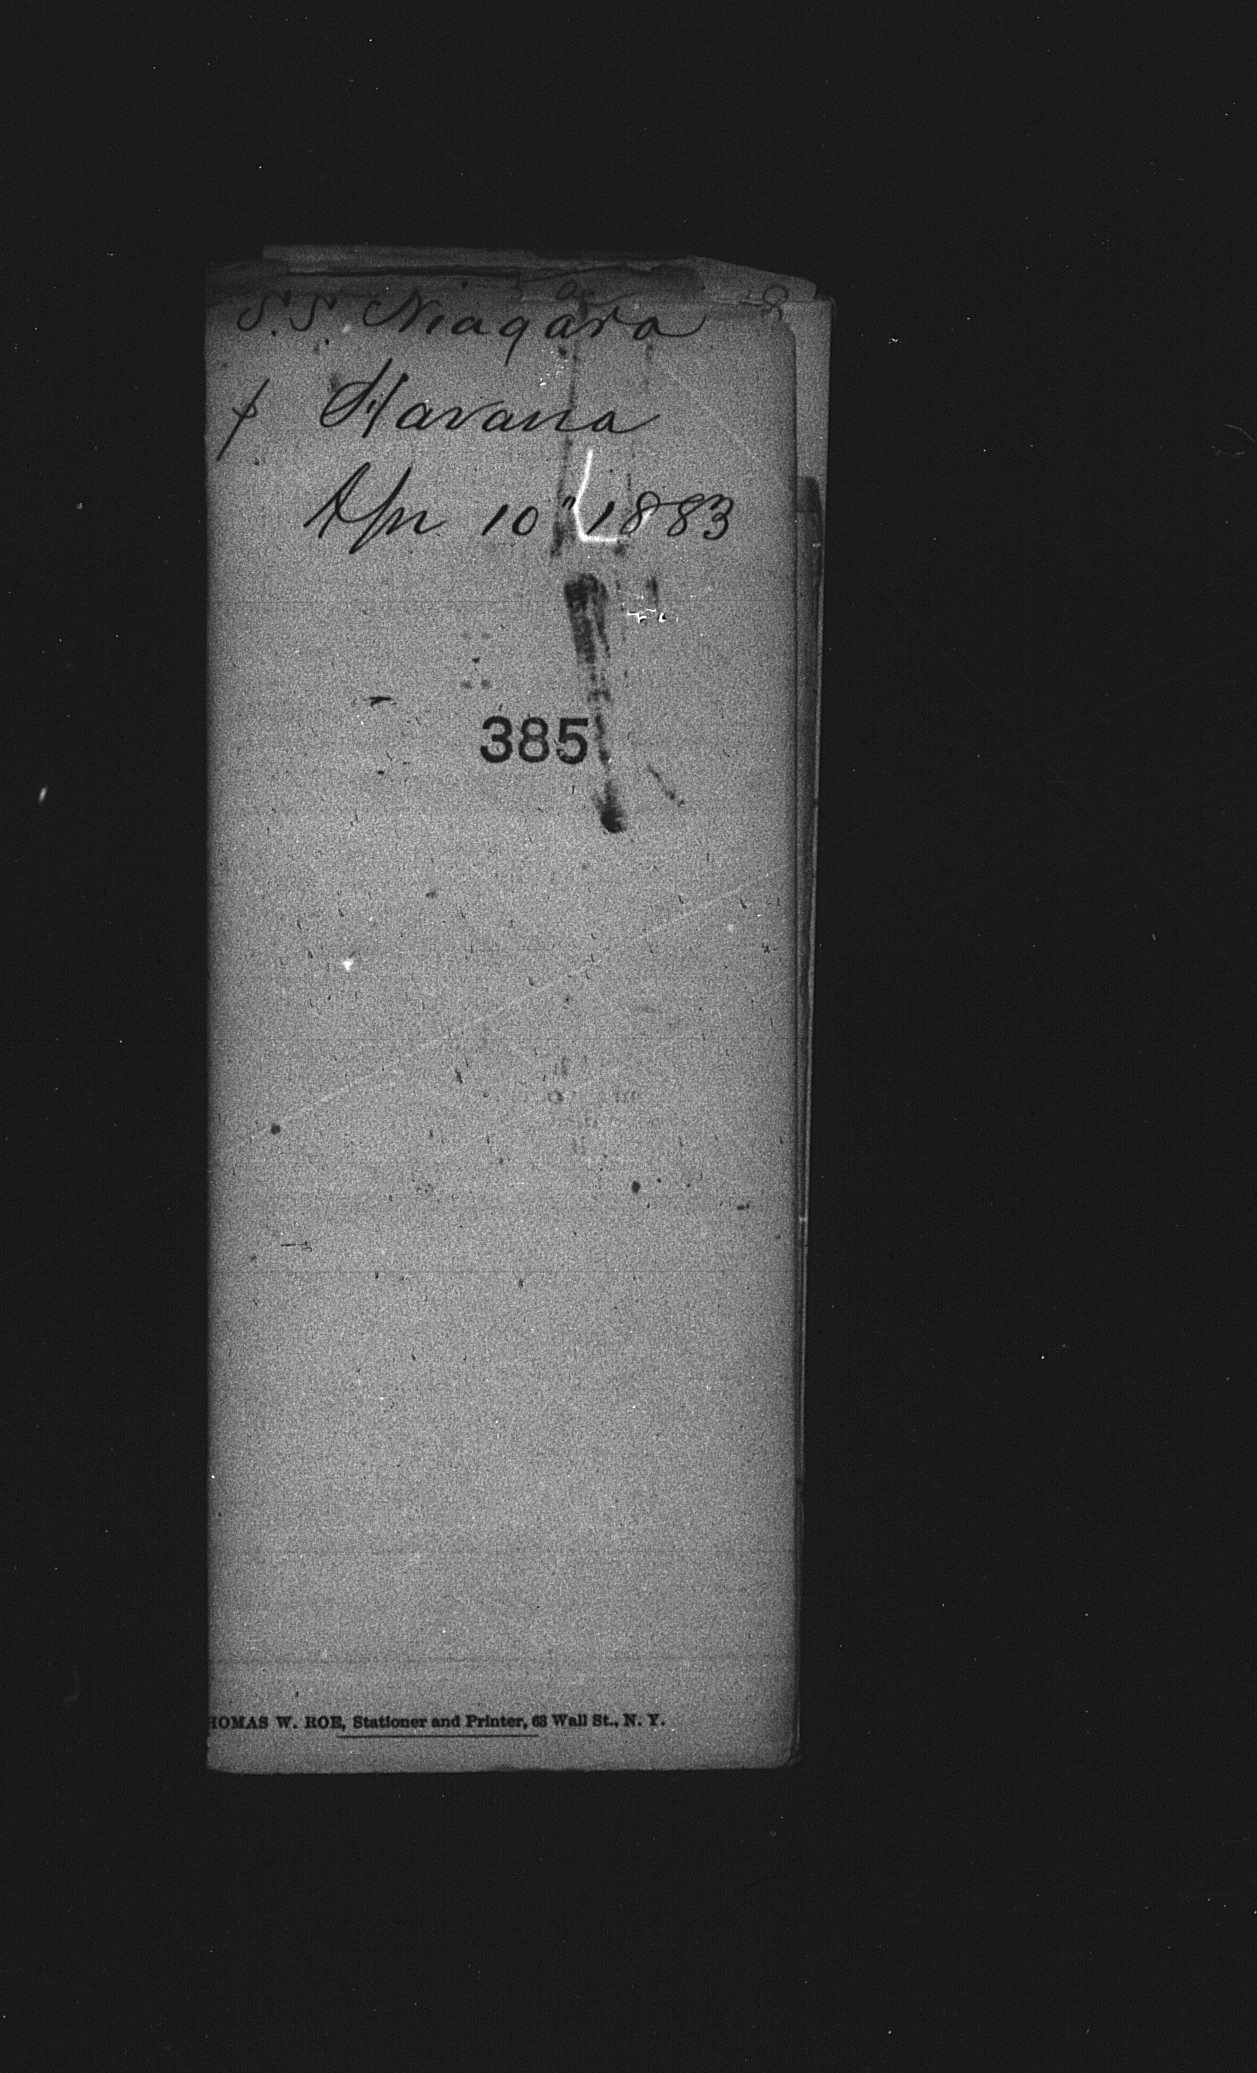 S.S. Niagara
f Havana
Apr 10" 1883
385
HOMAS W. ROE, Stationer and Printer, 63 Wall St., N. Y.